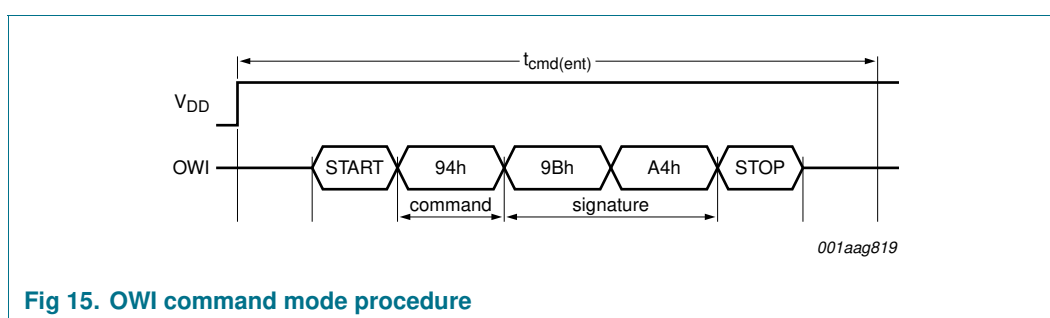 tcmd(ent)
VDD
OWI START 94h 9Bh A4h STOP
command signature
001aag819
Fig 15. OWI command mode procedure